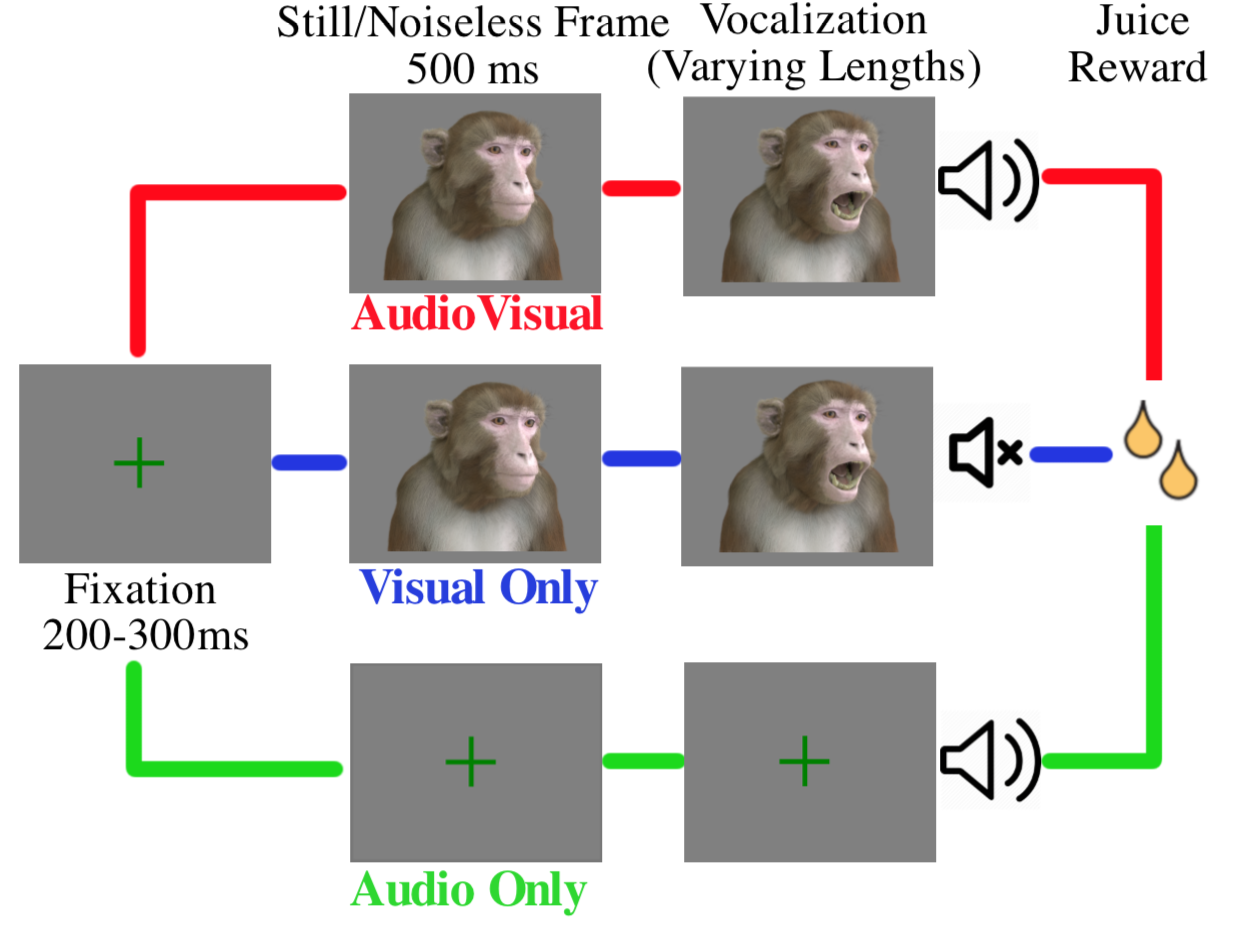 Still/Noiseless Frame
500 ms
Vocalization
(Varying Lengths)
Juice
Reward
AudioVisual
Fixation
200-300ms
Visual Only
Audio Only